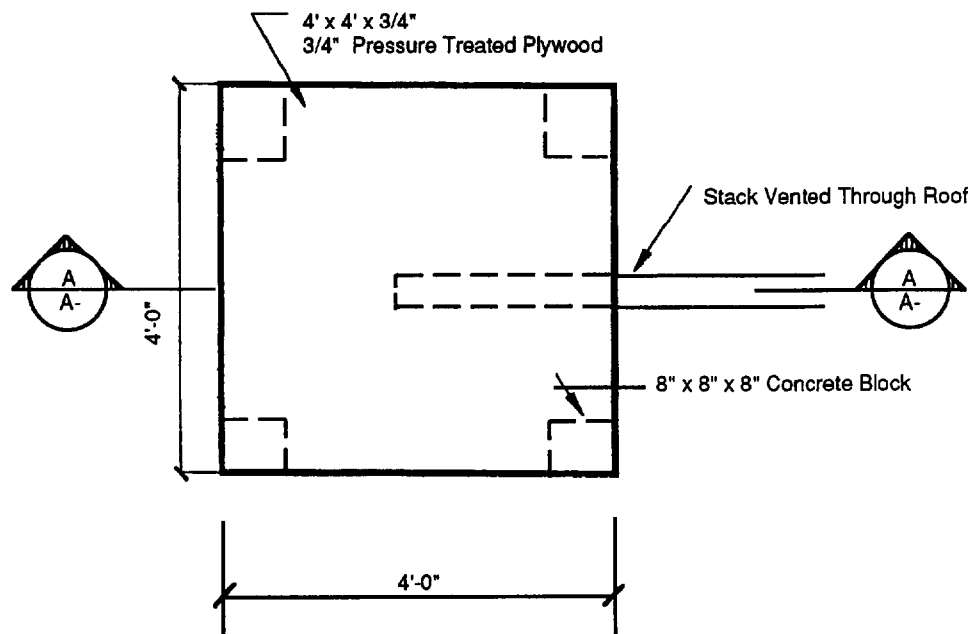 4' x 4' x 3/4"
3/4" Pressure Treated Plywood
Stack Vented Through Roof
A
A-
A
A-
4'-0"
8" x 8" x 8" Concrete Block
4'-0"